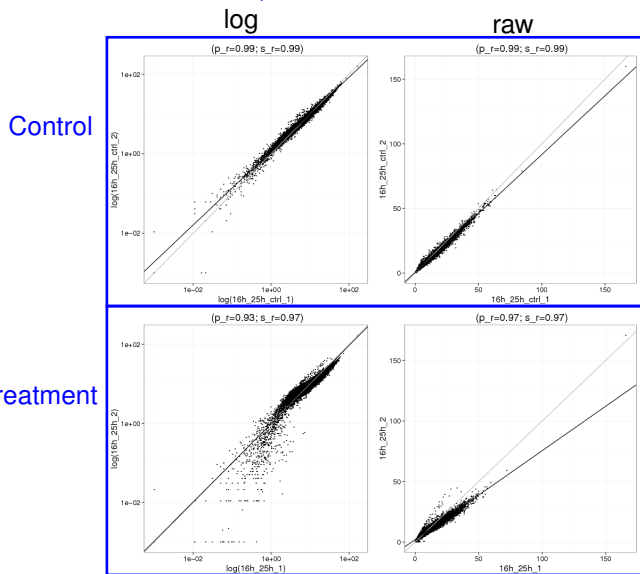 log raw
Control
(p_r=0.99; s_r=0.99)
log(16h_25h_ctrl_2)
1e+02
1e+00
1e-02
1e-02 1e+00 1e+02
log(16h_25h_ctrl_1)
(p_r=0.99; s_r=0.99)
16h_25h_ctrl_2
150
100
50
0
0 50 100 150
16h_25h_ctrl_1
reatment
(p_r=0.93; s_r=0.97)
log(16h_25h_2)
1e+02
1e+00
1e-02
1e-02 1e+00 1e+02
log(16h_25h_1)
(p_r=0.97; s_r=0.97)
16h_25h_2
150
100
50
0
0 50 100 150
16h_25h_1